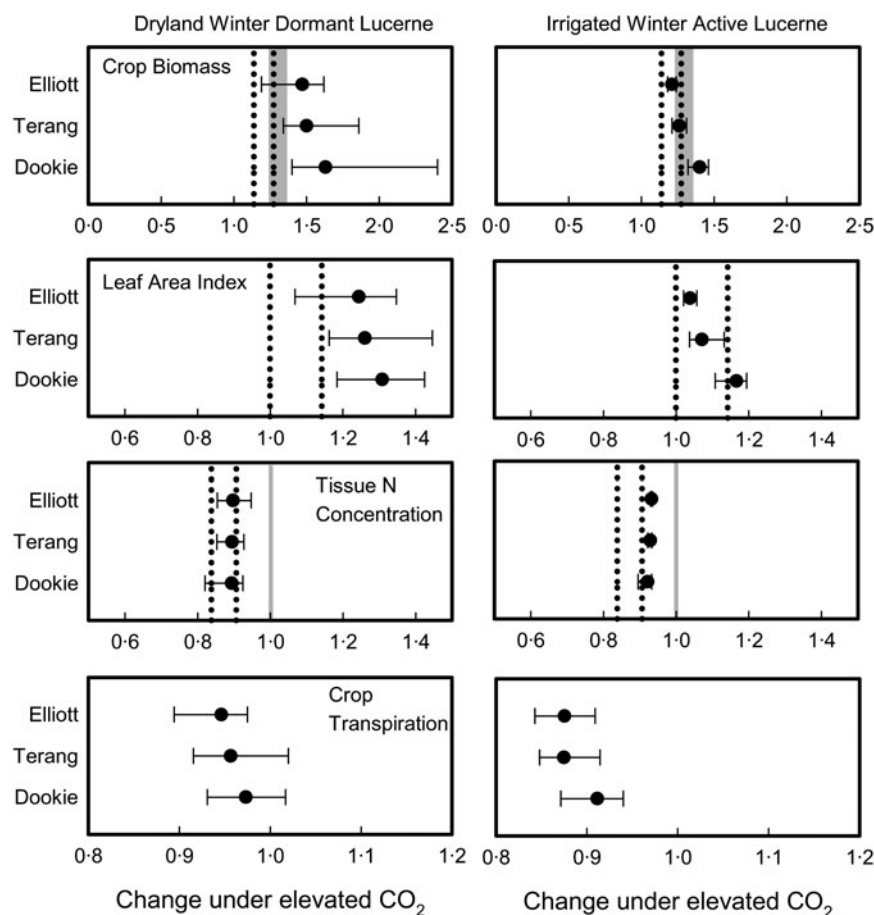 Dryland Winter Dormant Lucerne
Irrigated Winter Active Lucerne
Crop Biomass
Elliott
Terang
Dookie
0·0 0·5 1·0 1·5 2·0 2·5
0·0 0·5 1·0 1·5 2·0 2·5
Leaf Area Index
Elliott
Terang
Dookie
0·6 0·8 1·0 1·2 1·4
0·6 0·8 1·0 1·2 1·4
Tissue N
Concentration
Elliott
Terang
Dookie
0·6 0·8 1·0 1·2 1·4
0·6 0·8 1·0 1·2 1·4
Crop
Transpiration
Elliott
Terang
Dookie
0·8 0·9 1·0 1·1 1·2
0·8 0·9 1·0 1·1 1·2
Change under elevated CO₂
Change under elevated CO₂